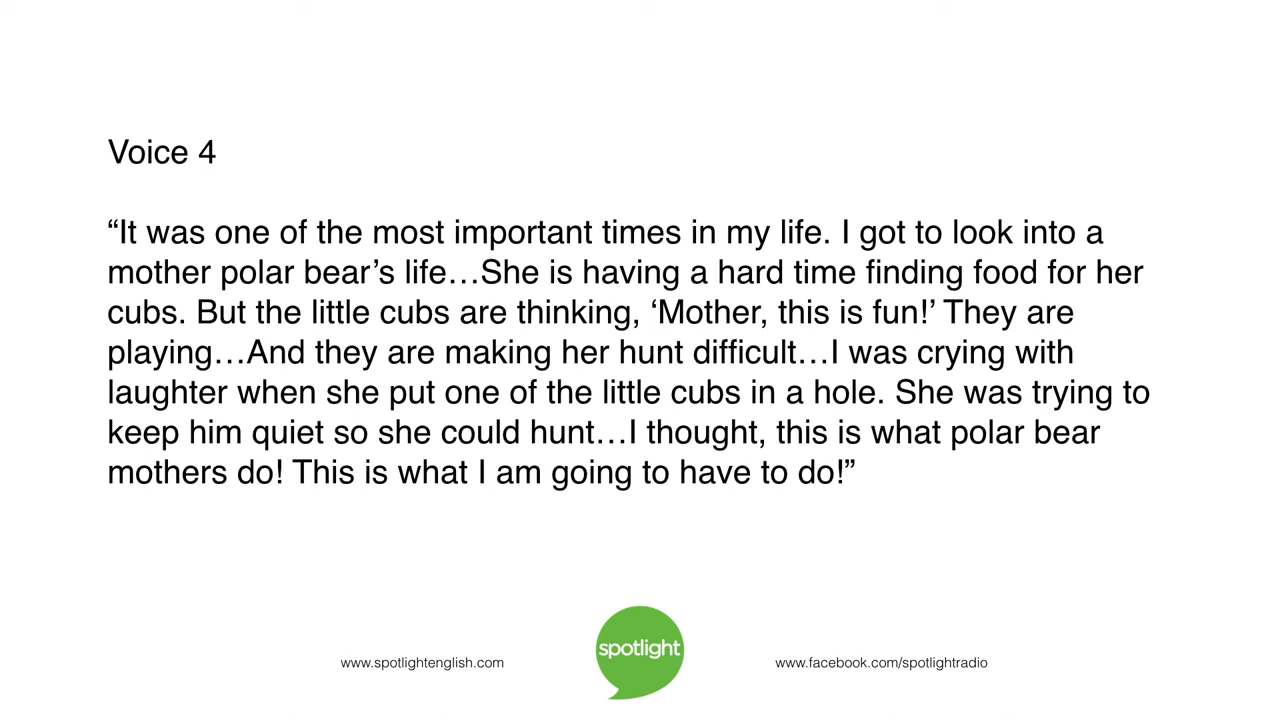 Voice 4
“It was one of the most important times in my life. I got to look into a
mother polar bear’s life…She is having a hard time finding food for her
cubs. But the little cubs are thinking, ‘Mother, this is fun!’ They are
playing…And they are making her hunt difficult…I was crying with
laughter when she put one of the little cubs in a hole. She was trying to
keep him quiet so she could hunt…I thought, this is what polar bear
mothers do! This is what I am going to have to do!”
www.spotlightenglish.com
spotlight
www.facebook.com/spotlightradio